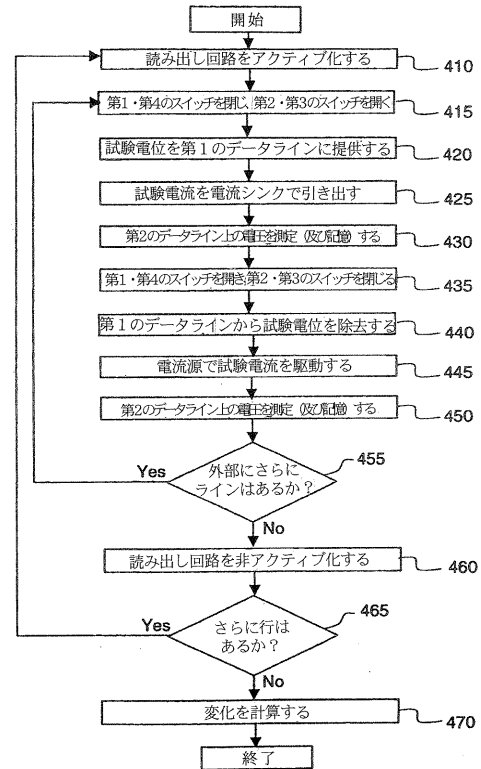 開始
読み出し回路をアクティブ化する
410
第1・第4のスイッチを閉じ、第2・第3のスイッチを開く
415
試験電位を第1のデータラインに提供する
420
試験電流を電流シンクで引き出す
425
第2のデータライン上の電圧を測定（及び記憶）する
430
第1・第4のスイッチを開き、第2・第3のスイッチを閉じる
435
第1のデータラインから試験電位を除去する
440
電流源で試験電流を駆動する
445
第2のデータライン上の電圧を測定（及び記憶）する
450
Yes
外部にさらに
ラインはあるか？
455
No
読み出し回路を非アクティブ化する
460
Yes
さらに行は
あるか？
465
No
変化を計算する
470
終了